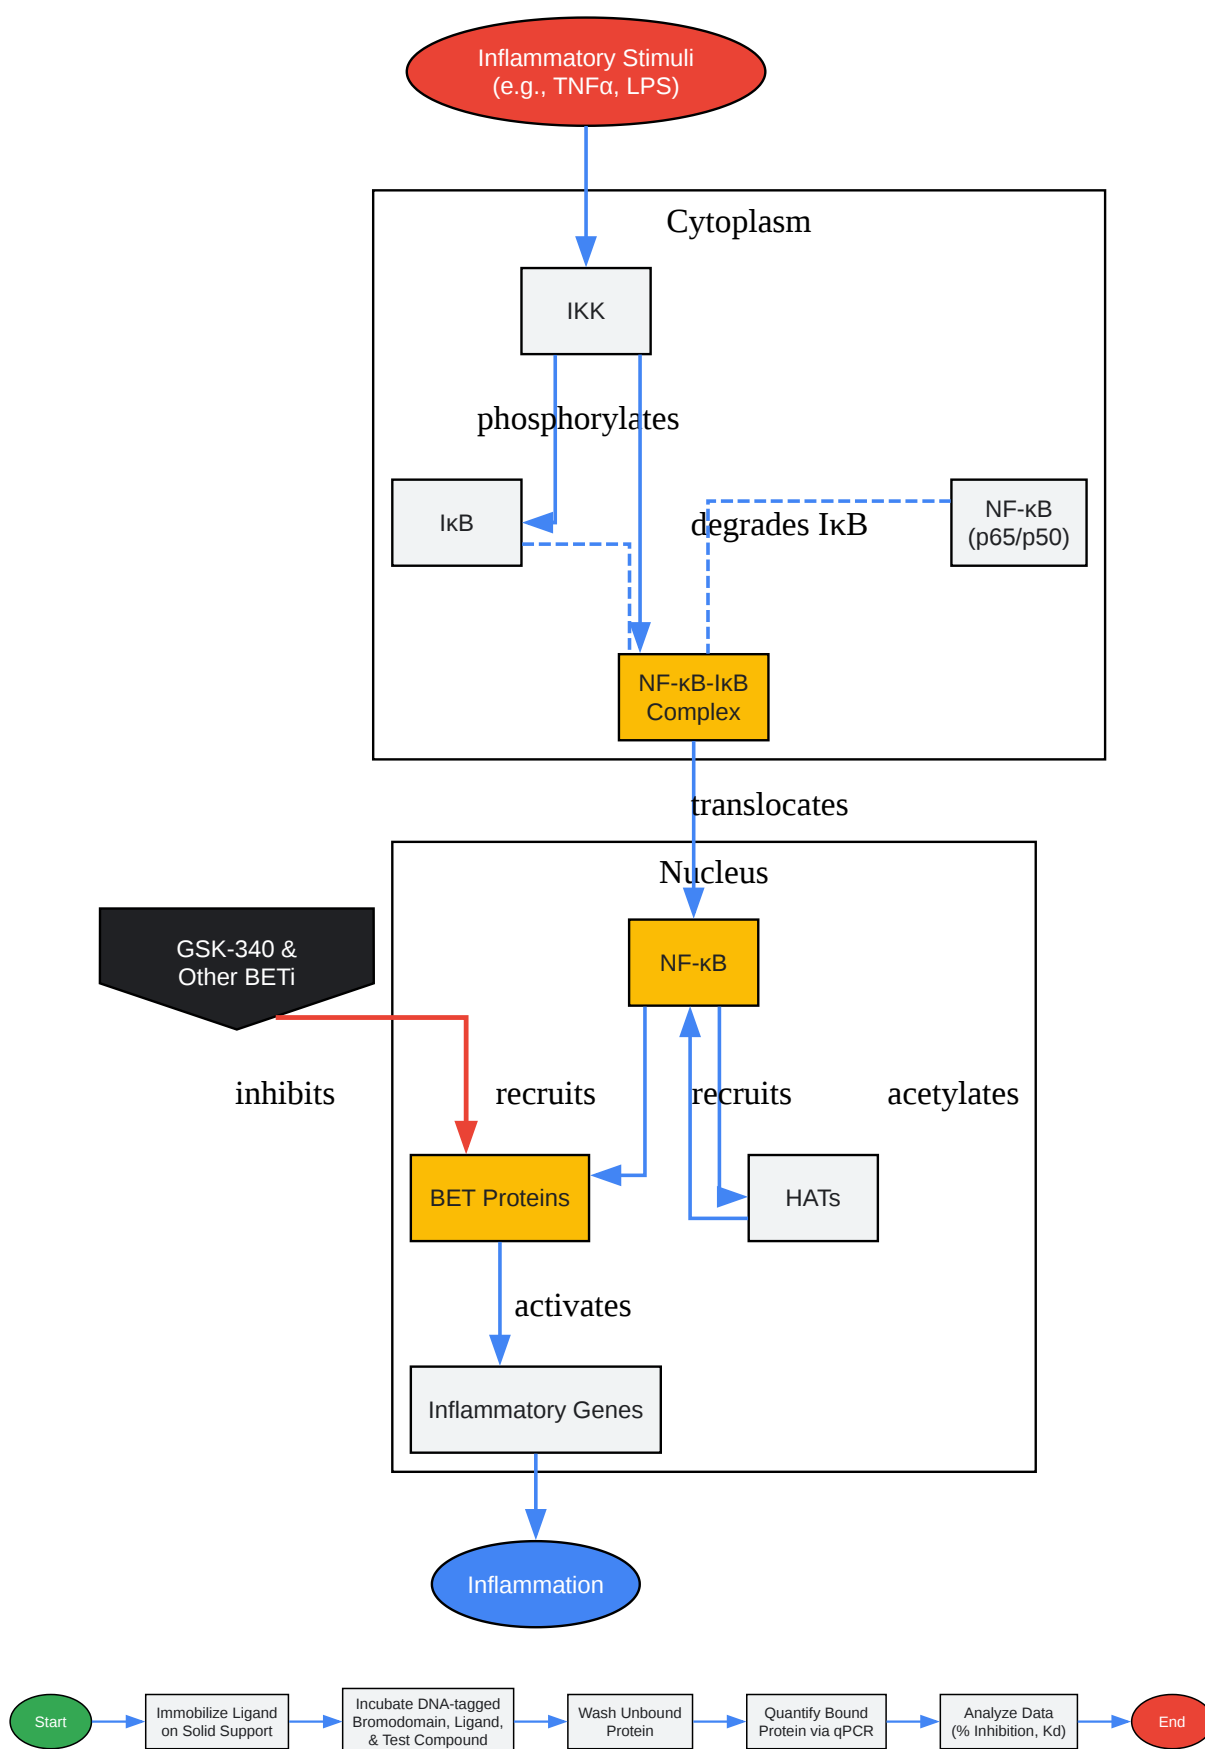 Inflammatory Stimuli
(e.g., TNFα, LPS)
Cytoplasm
IKK
phosphorylates
IκB
degrades IκB
NF-κB
(p65/p50)
NF-κB-IκB
Complex
translocates
Nucleus
GSK-340 &
Other BETi
NF-κB
inhibits
recruits
recruits
acetylates
BET Proteins
HATs
activates
Inflammatory Genes
Inflammation
Start
Immobilize Ligand
on Solid Support
Incubate DNA-tagged
Bromodomain, Ligand,
& Test Compound
Wash Unbound
Protein
Quantify Bound
Protein via qPCR
Analyze Data
(% Inhibition, Kd)
End